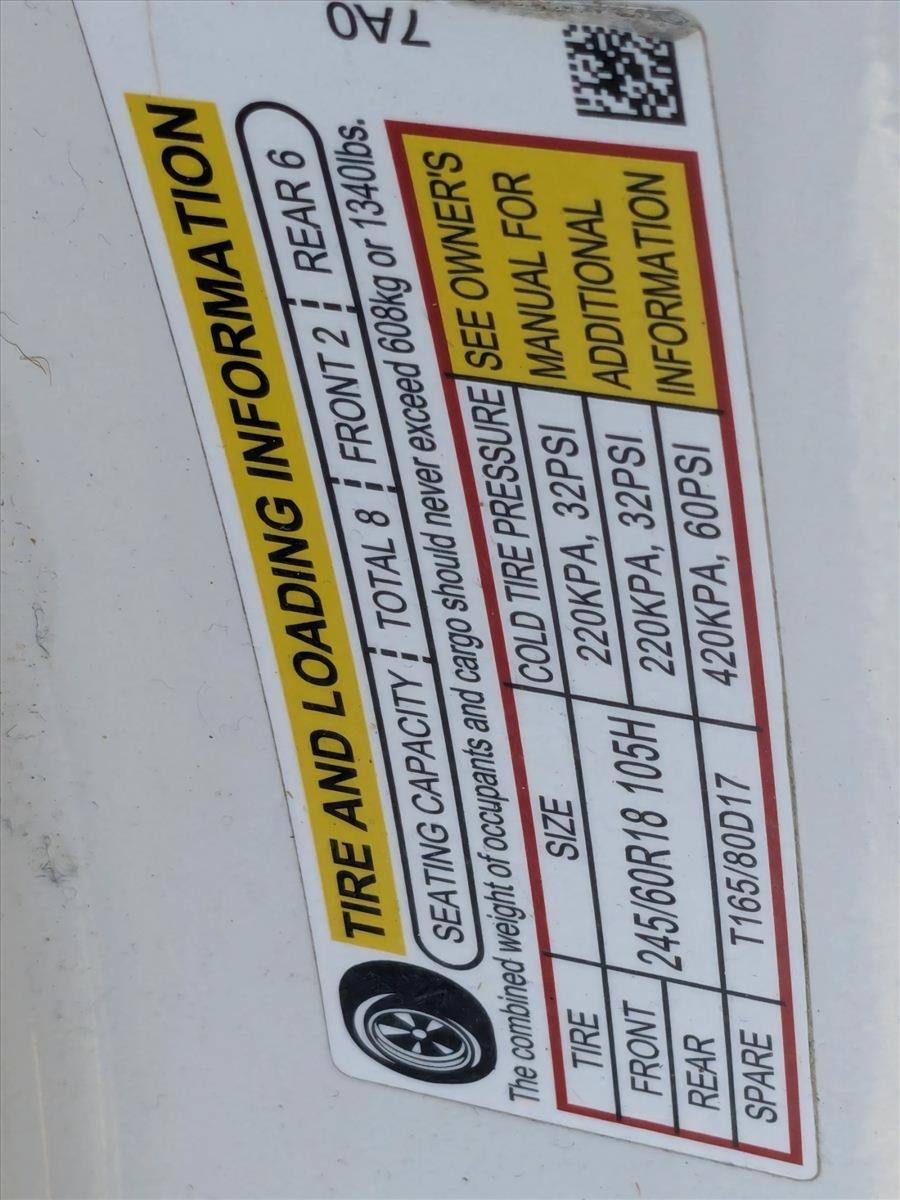 7A0
TIRE AND LOADING INFORMATION
SEATING CAPACITY TOTAL 8 FRONT 2 REAR 6
The combined weight of occupants and cargo should never exceed 608kg or 1340lbs.
TIRE SIZE COLD TIRE PRESSURE
FRONT 245/60R18 105H 220KPA, 32PSI
REAR 220KPA, 32PSI
SPARE T165/80D17 420KPA, 60PSI
SEE OWNER'S
MANUAL FOR
ADDITIONAL
INFORMATION